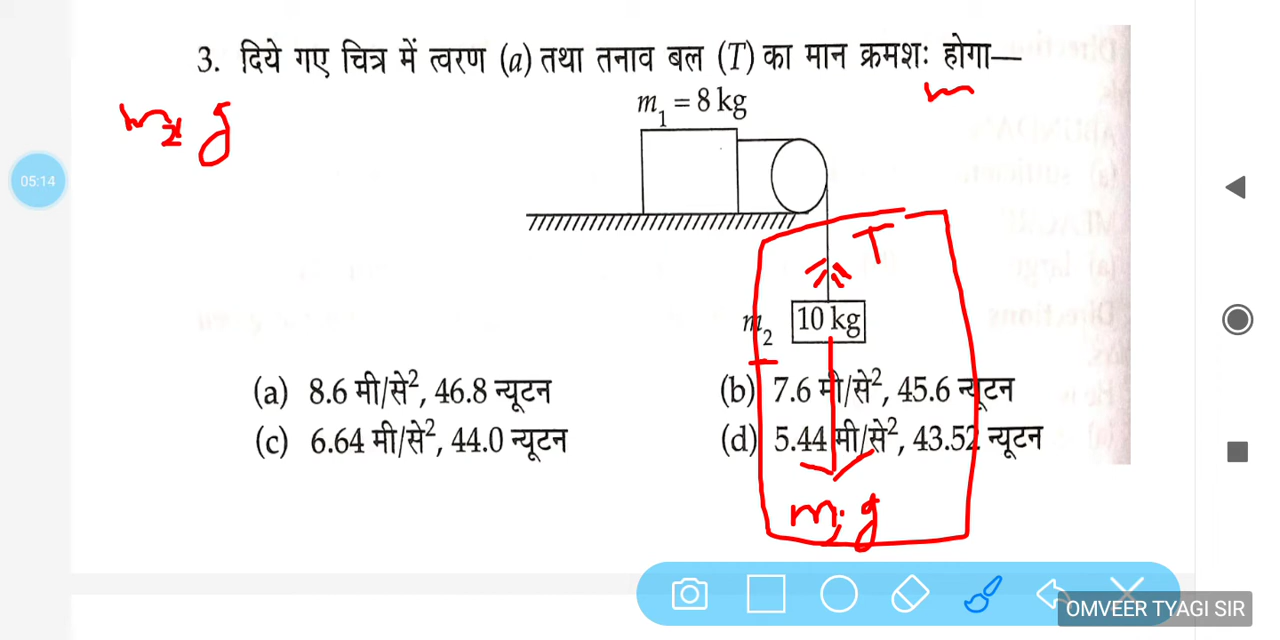 3. दिये गए चित्र में त्वरण (a) तथा तनाव बल (T) का मान क्रमशः होगा—
m₁ = 8 kg
m₂ g
m
05:14
T
m₂
10 kg
(a) 8.6 मी/से², 46.8 न्यूटन
(b) 7.6 मी/से², 45.6 न्यूटन
(c) 6.64 मी/से², 44.0 न्यूटन
(d) 5.44 मी/से², 43.52 न्यूटन
OMVEER TYAGI SIR